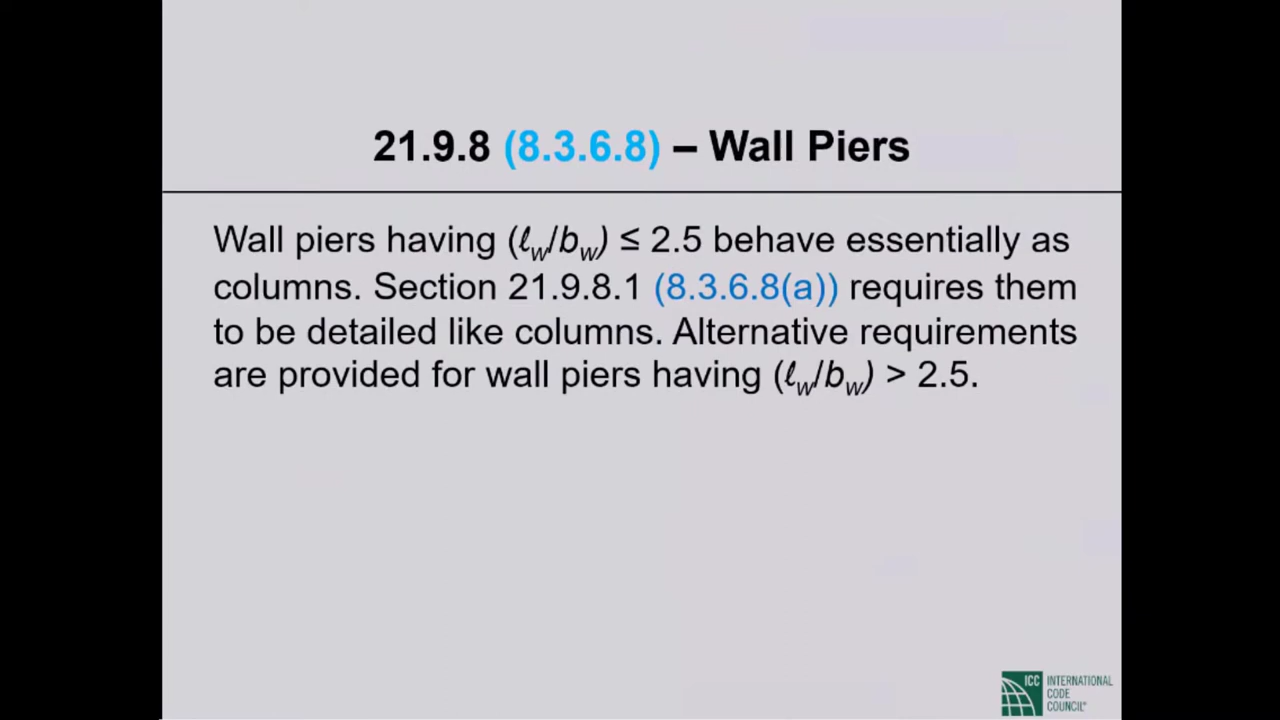 21.9.8 (8.3.6.8) – Wall Piers
Wall piers having (ℓw/bw) ≤ 2.5 behave essentially as
columns. Section 21.9.8.1 (8.3.6.8(a)) requires them
to be detailed like columns. Alternative requirements
are provided for wall piers having (ℓw/bw) > 2.5.
ICC
INTERNATIONAL
CODE
COUNCIL®